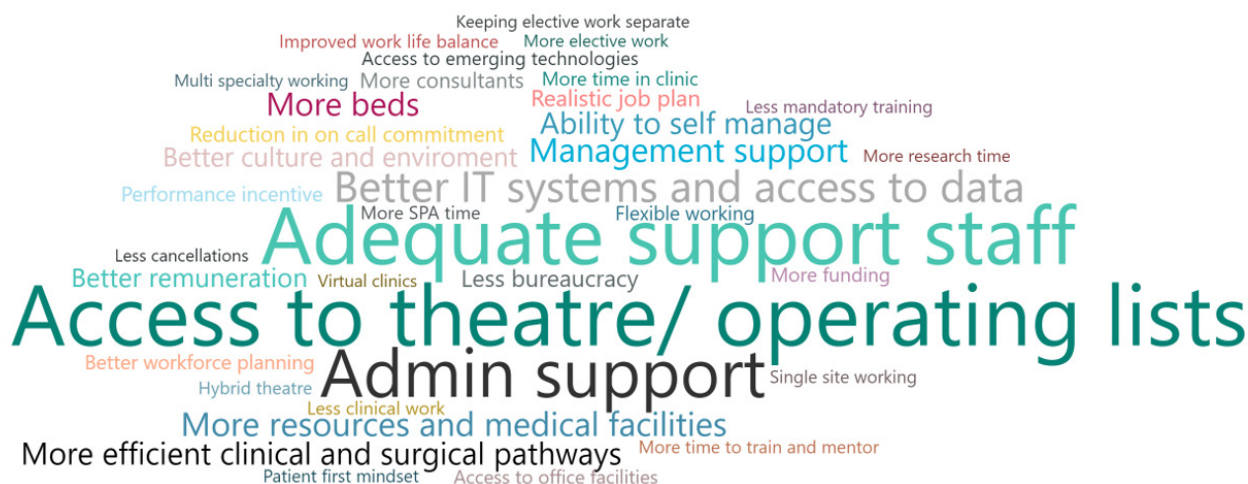 Keeping elective work separate
Improved work life balance More elective work
Access to emerging technologies
Multi specialty working More consultants More time in clinic
More beds Realistic job plan Less mandatory training
Reduction in on call commitment Ability to self manage
Better culture and enviroment Management support More research time
Performance incentive Better IT systems and access to data
More SPA time Flexible working
Adequate support staff
Less cancellations
Better remuneration Virtual clinics Less bureaucracy More funding
Access to theatre/ operating lists
Better workforce planning
Admin support Single site working
Hybrid theatre
Less clinical work
More resources and medical facilities
More efficient clinical and surgical pathways More time to train and mentor
Patient first mindset Access to office facilities